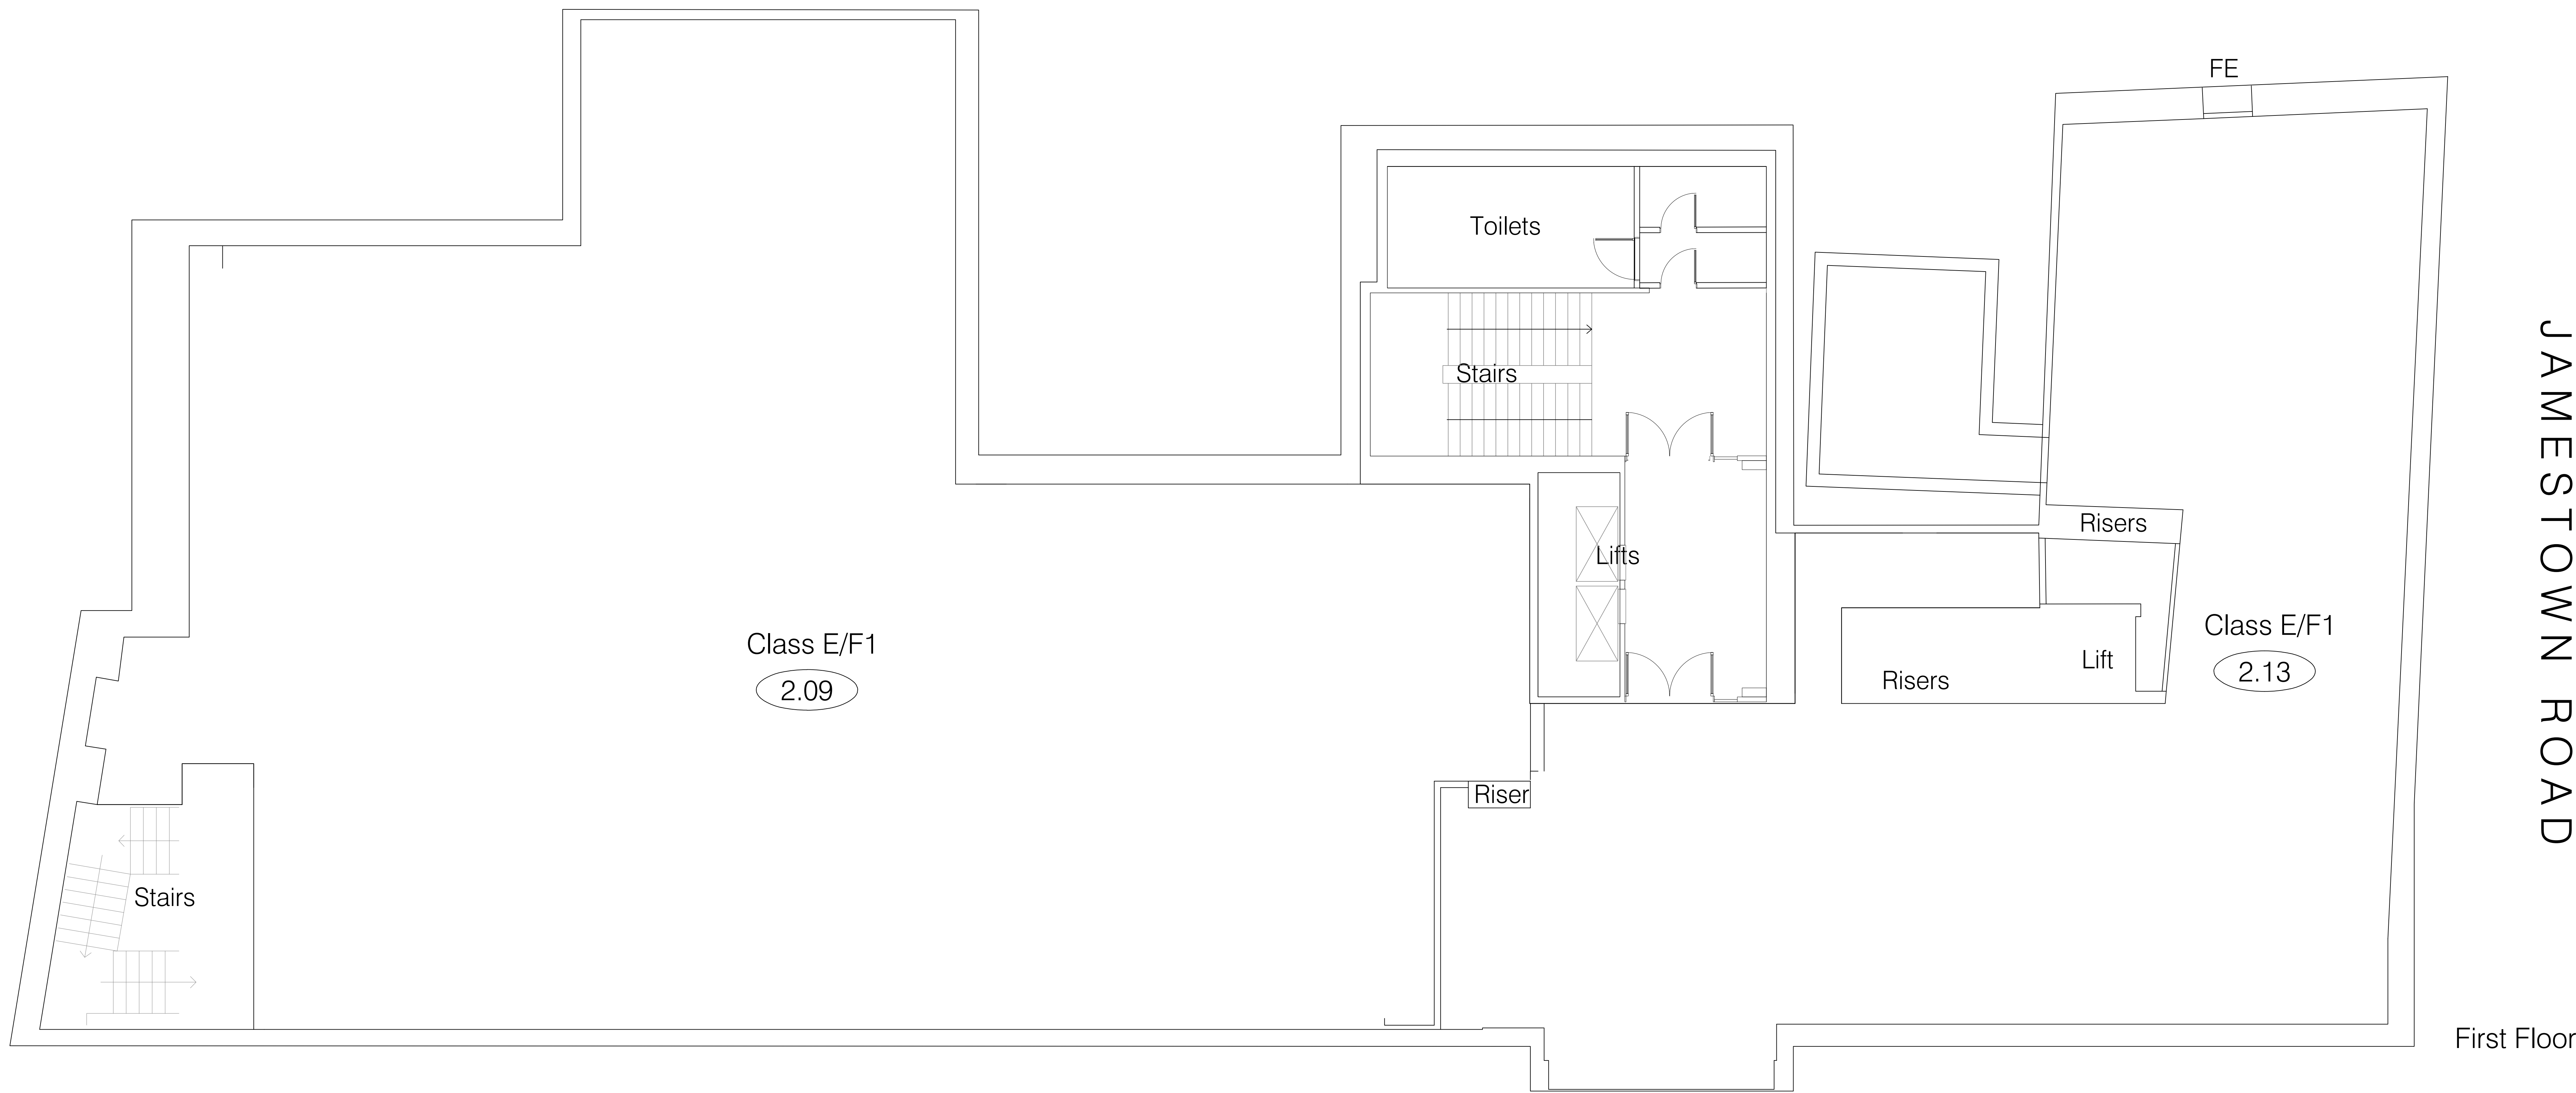 FE
Toilets
Stairs
Risers
Lifts
Class E/F1
2.09
Class E/F1
2.13
Lift
Risers
Riser
Stairs
JAMESTOWN ROAD
First Floor